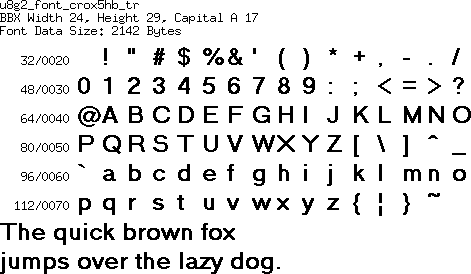 u8g2_font_crox5hb_tr
BBX Width 24, Height 29, Capital A 17
Font Data Size: 2142 Bytes
32/0020 ! " # $ % & ' ( ) * + , - . /
48/0030 0 1 2 3 4 5 6 7 8 9 : ; < = > ?
64/0040 @ A B C D E F G H I J K L M N O
80/0050 P Q R S T U V W X Y Z [ \ ] ^ _
96/0060 ` a b c d e f g h i j k l m n o
112/0070 p q r s t u v w x y z { ¦ } ~
The quick brown fox
jumps over the lazy dog.